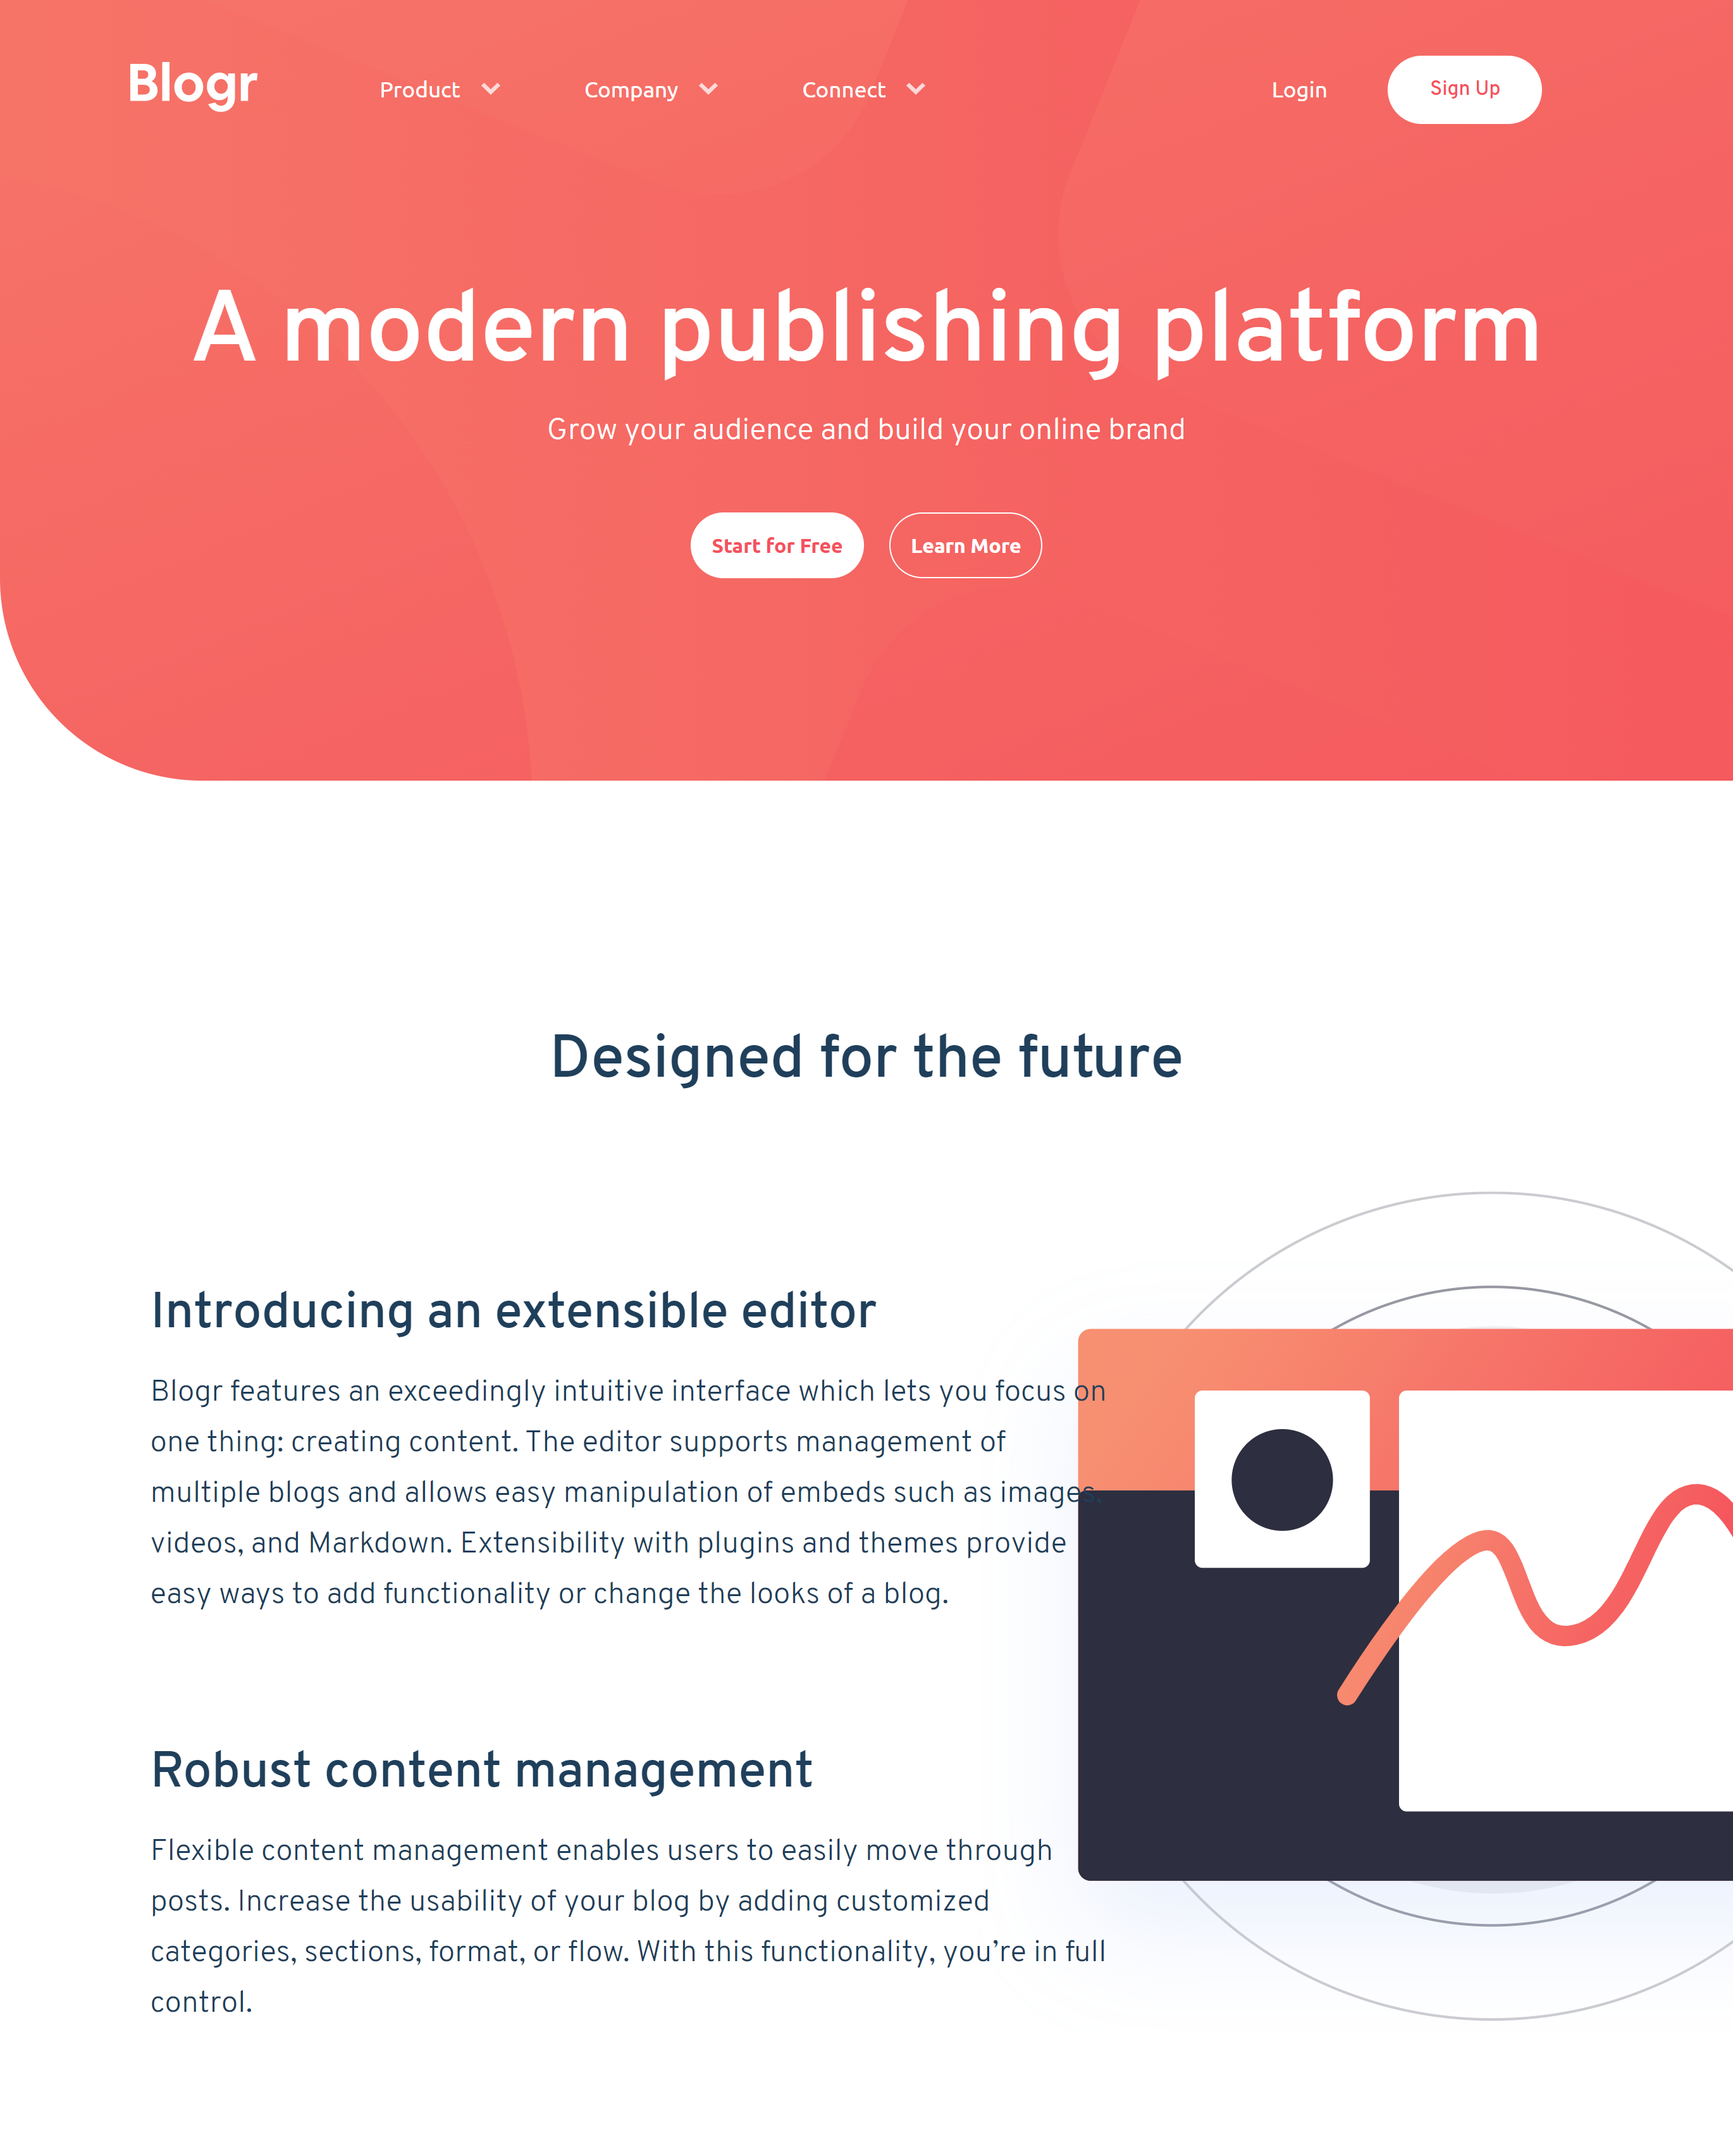 Blogr
Product
Company
Connect
Login
Sign Up
A modern publishing platform
Grow your audience and build your online brand
Start for Free
Learn More
Designed for the future
Introducing an extensible editor
Blogr features an exceedingly intuitive interface which lets you focus on
one thing: creating content. The editor supports management of
multiple blogs and allows easy manipulation of embeds such as images,
videos, and Markdown. Extensibility with plugins and themes provide
easy ways to add functionality or change the looks of a blog.
Robust content management
Flexible content management enables users to easily move through
posts. Increase the usability of your blog by adding customized
categories, sections, format, or flow. With this functionality, you’re in full
control.